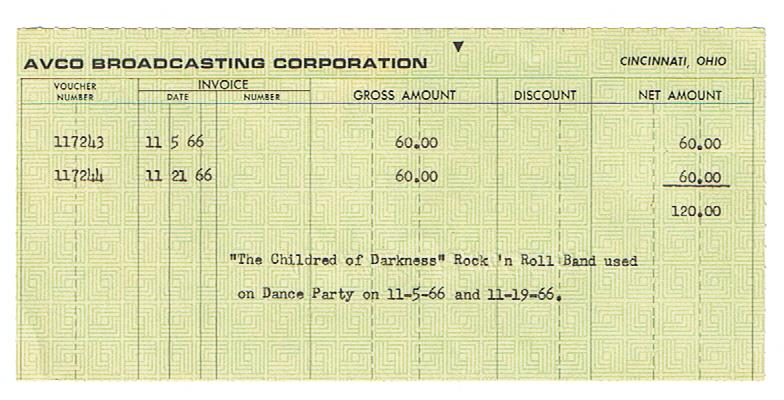 AVCO BROADCASTING CORPORATION CINCINNATI, OHIO
VOUCHER NUMBER INVOICE DATE NUMBER GROSS AMOUNT DISCOUNT NET AMOUNT
117243 11 5 66 60.00 60.00
117244 11 21 66 60.00 60.00
120.00
"The Childred of Darkness" Rock 'n Roll Band used
on Dance Party on 11-5-66 and 11-19-66.